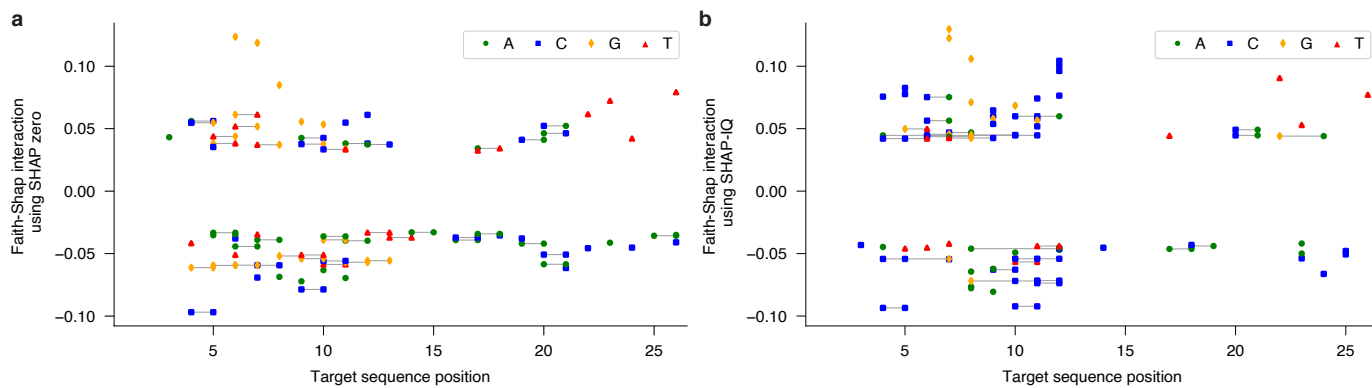 a
Faith-Shap interaction
using SHAP zero
0.10
0.05
0.00
−0.05
−0.10
A C G T
5 10 15 20 25
Target sequence position
b
Faith-Shap interaction
using SHAP-IQ
0.10
0.05
0.00
−0.05
−0.10
A C G T
5 10 15 20 25
Target sequence position